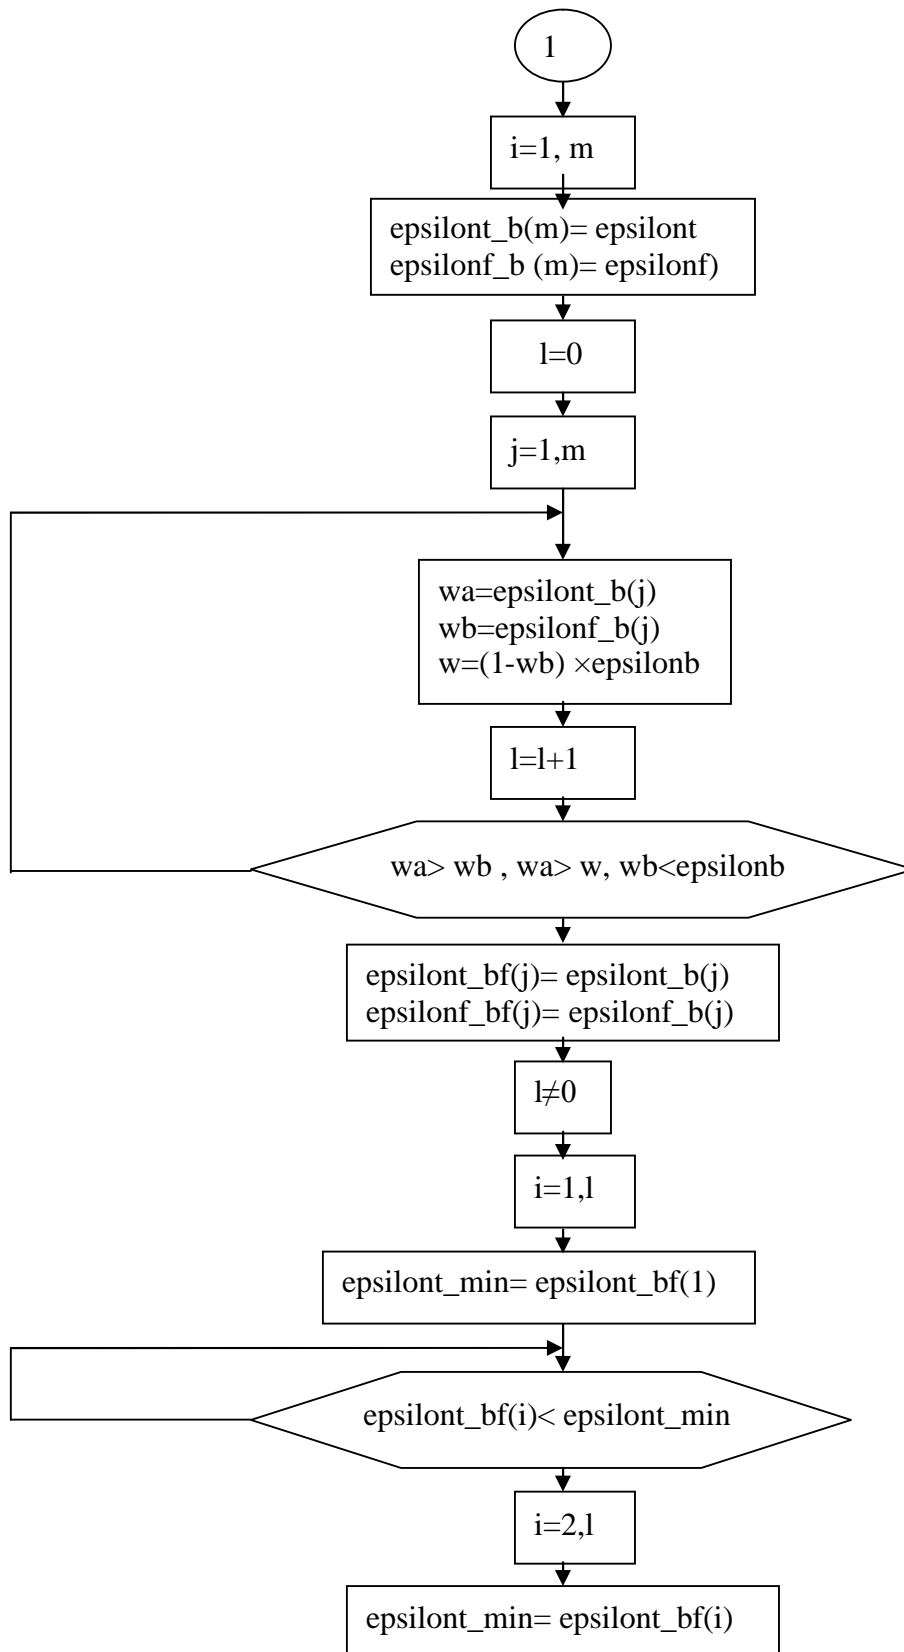 1
i=1, m
epsilont_b(m)= epsilont
epsilonf_b (m)= epsilonf)
l=0
j=1,m
wa=epsilont_b(j)
wb=epsilonf_b(j)
w=(1-wb) ×epsilonb
l=l+1
wa> wb , wa> w, wb<epsilonb
epsilont_bf(j)= epsilont_b(j)
epsilonf_bf(j)= epsilonf_b(j)
l≠0
i=1,l
epsilont_min= epsilont_bf(1)
epsilont_bf(i)< epsilont_min
i=2,l
epsilont_min= epsilont_bf(i)